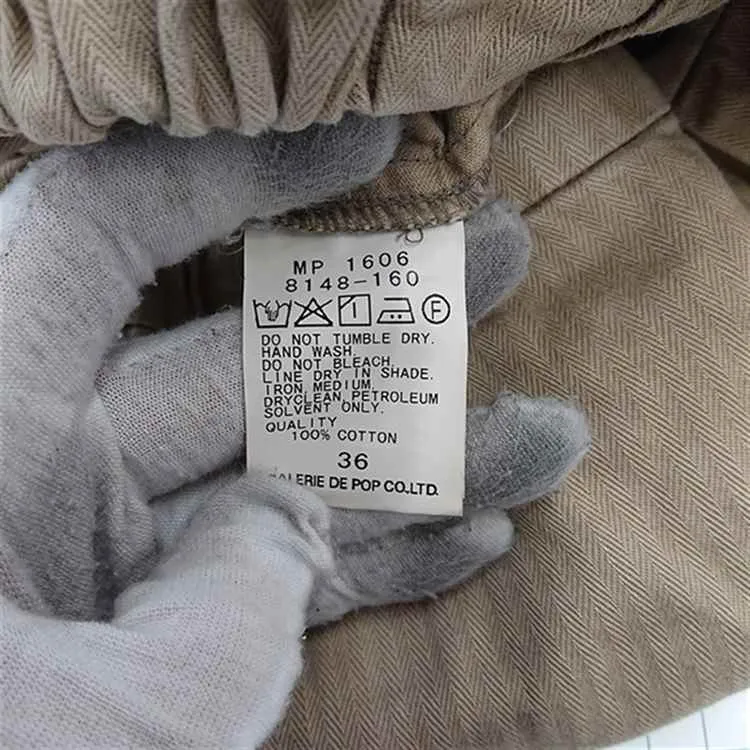 MP 1606
8148-160
DO NOT TUMBLE DRY.
HAND WASH.
DO NOT BLEACH.
LINE DRY IN SHADE.
IRON, MEDIUM.
DRYCLEAN, PETROLEUM
SOLVENT ONLY.
QUALITY
100% COTTON
36
DE POP CO.,LTD.